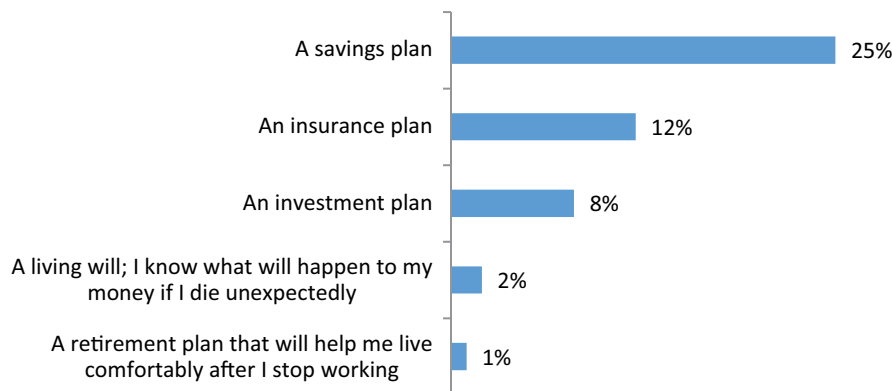 A savings plan 25%
An insurance plan 12%
An investment plan 8%
A living will; I know what will happen to my
money if I die unexpectedly 2%
A retirement plan that will help me live
comfortably after I stop working 1%